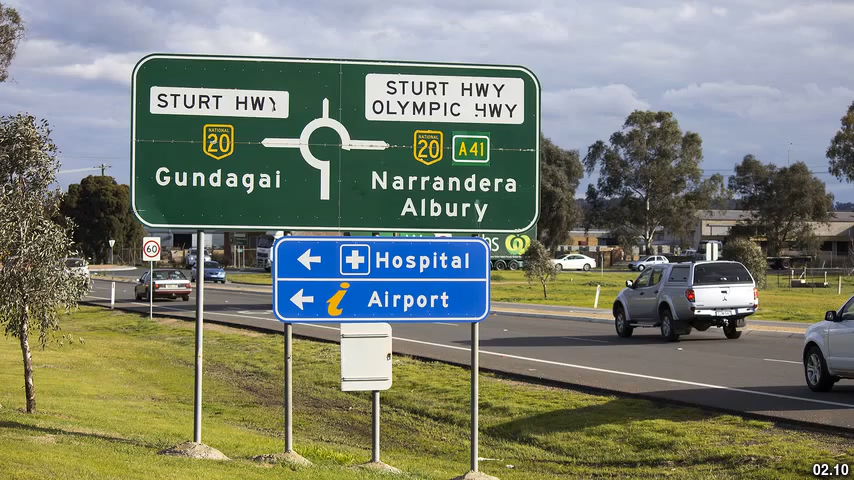 STURT HWY
STURT HWY
OLYMPIC HWY
NATIONAL
20
NATIONAL
20
A41
Gundagai
Narrandera
Albury
60
Hospital
i Airport
02.10